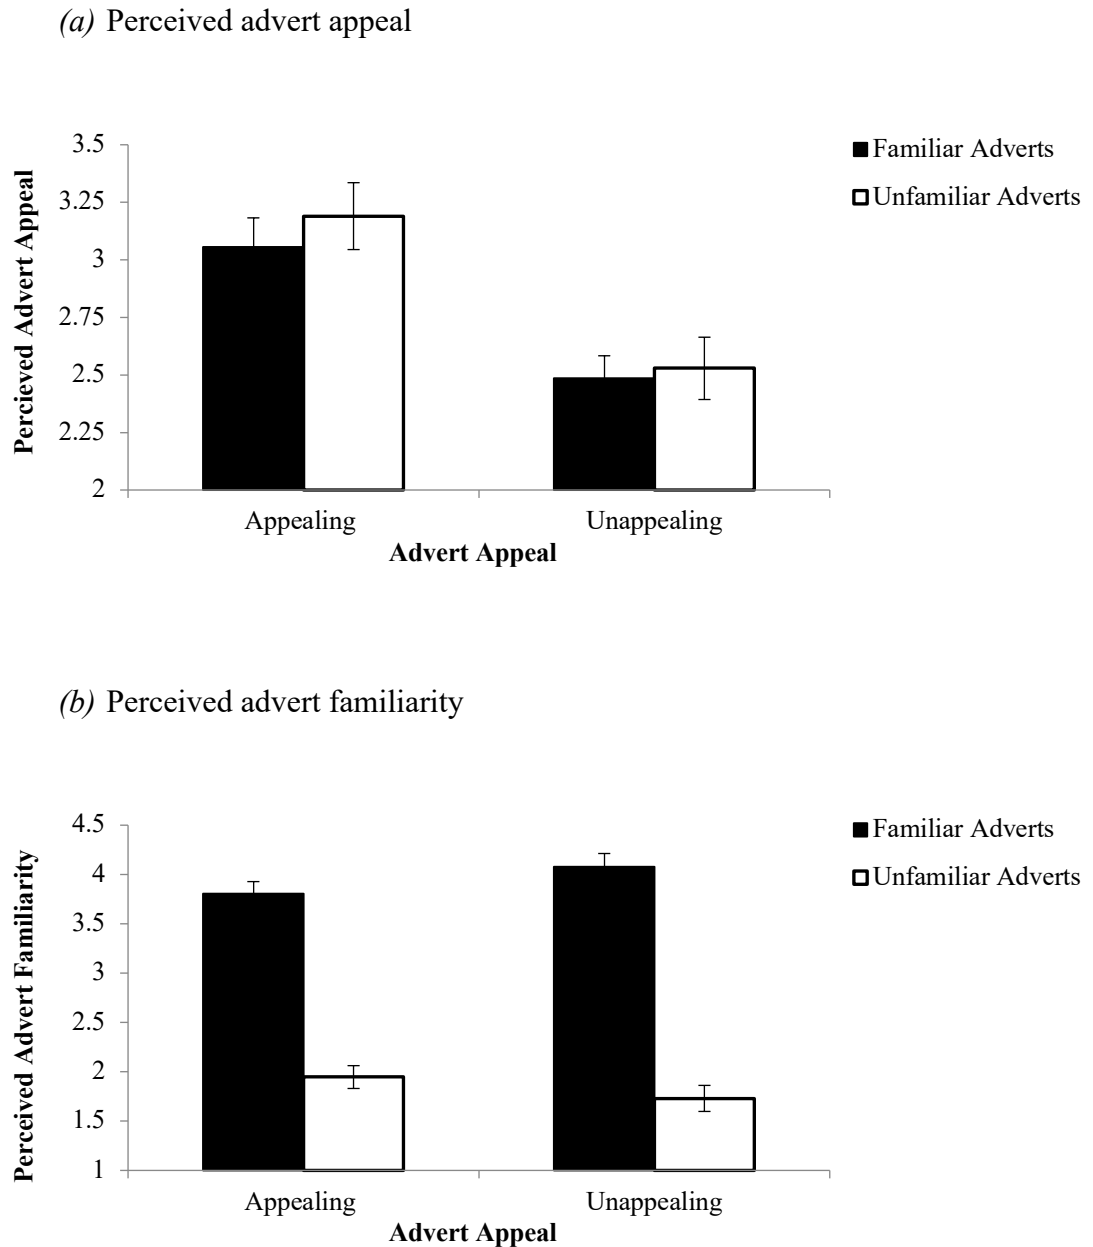 (a) Perceived advert appeal
3.5
3.25
3
2.75
2.5
2.25
2
Percieved Advert Appeal
Familiar Adverts
Unfamiliar Adverts
Appealing Unappealing
Advert Appeal
(b) Perceived advert familiarity
4.5
4
3.5
3
2.5
2
1.5
1
Perceived Advert Familiarity
Familiar Adverts
Unfamiliar Adverts
Appealing Unappealing
Advert Appeal